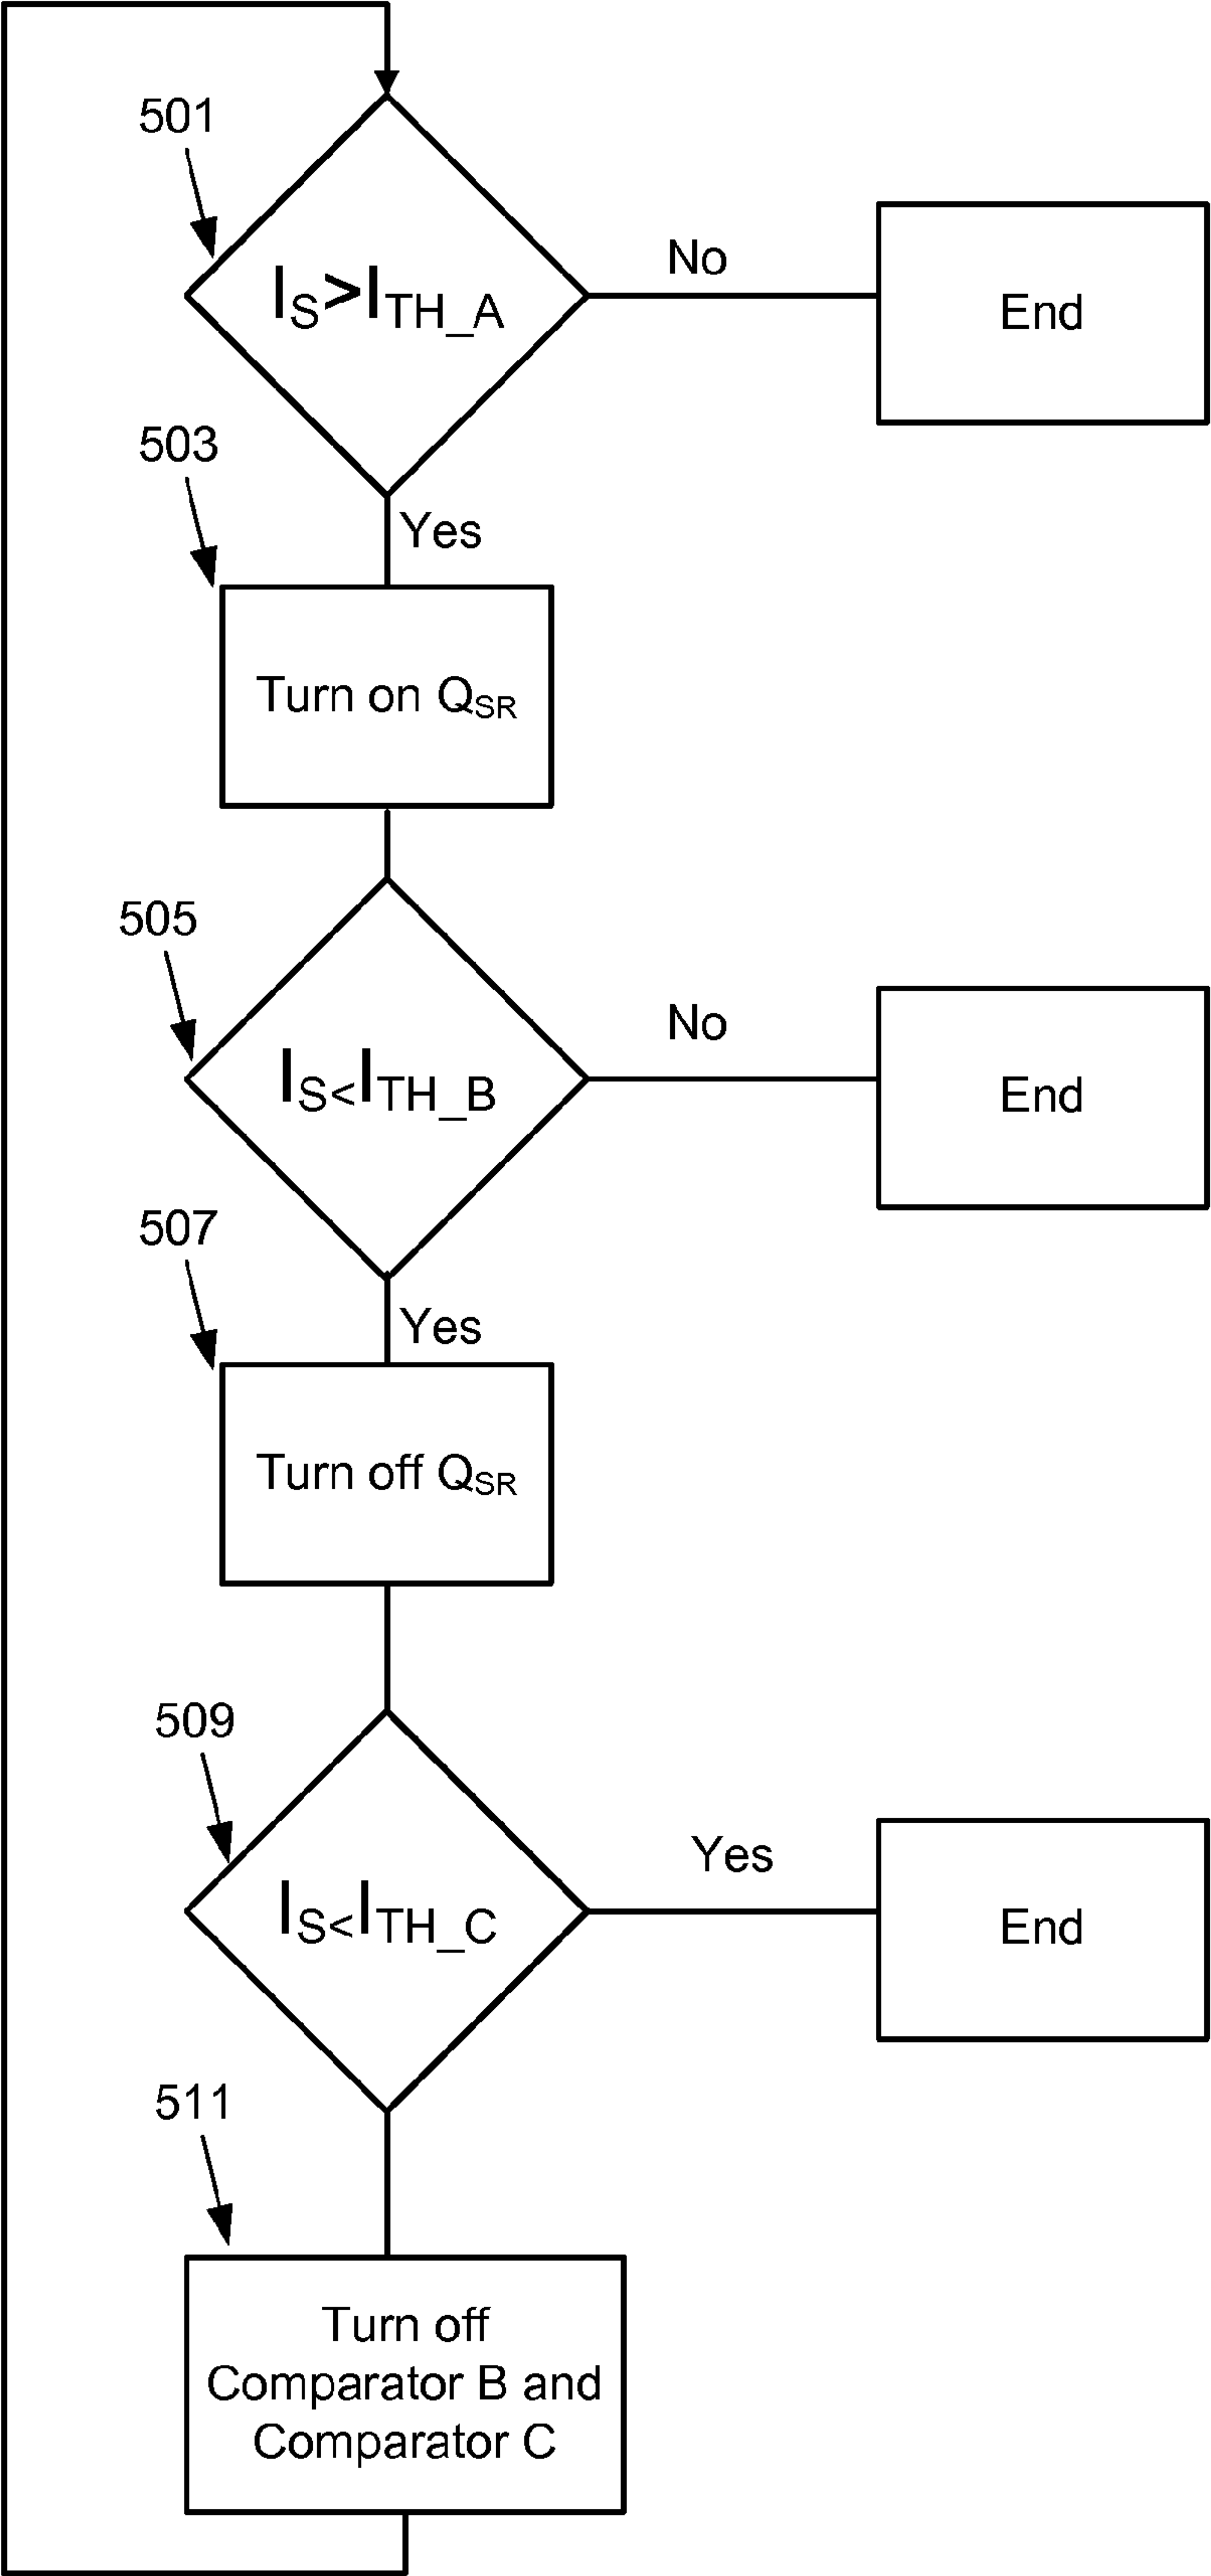 501
I_S>I_TH_A
No
End
503
Yes
Turn on Q_SR
505
I_S<I_TH_B
No
End
507
Yes
Turn off Q_SR
509
I_S<I_TH_C
Yes
End
511
Turn off
Comparator B and
Comparator C